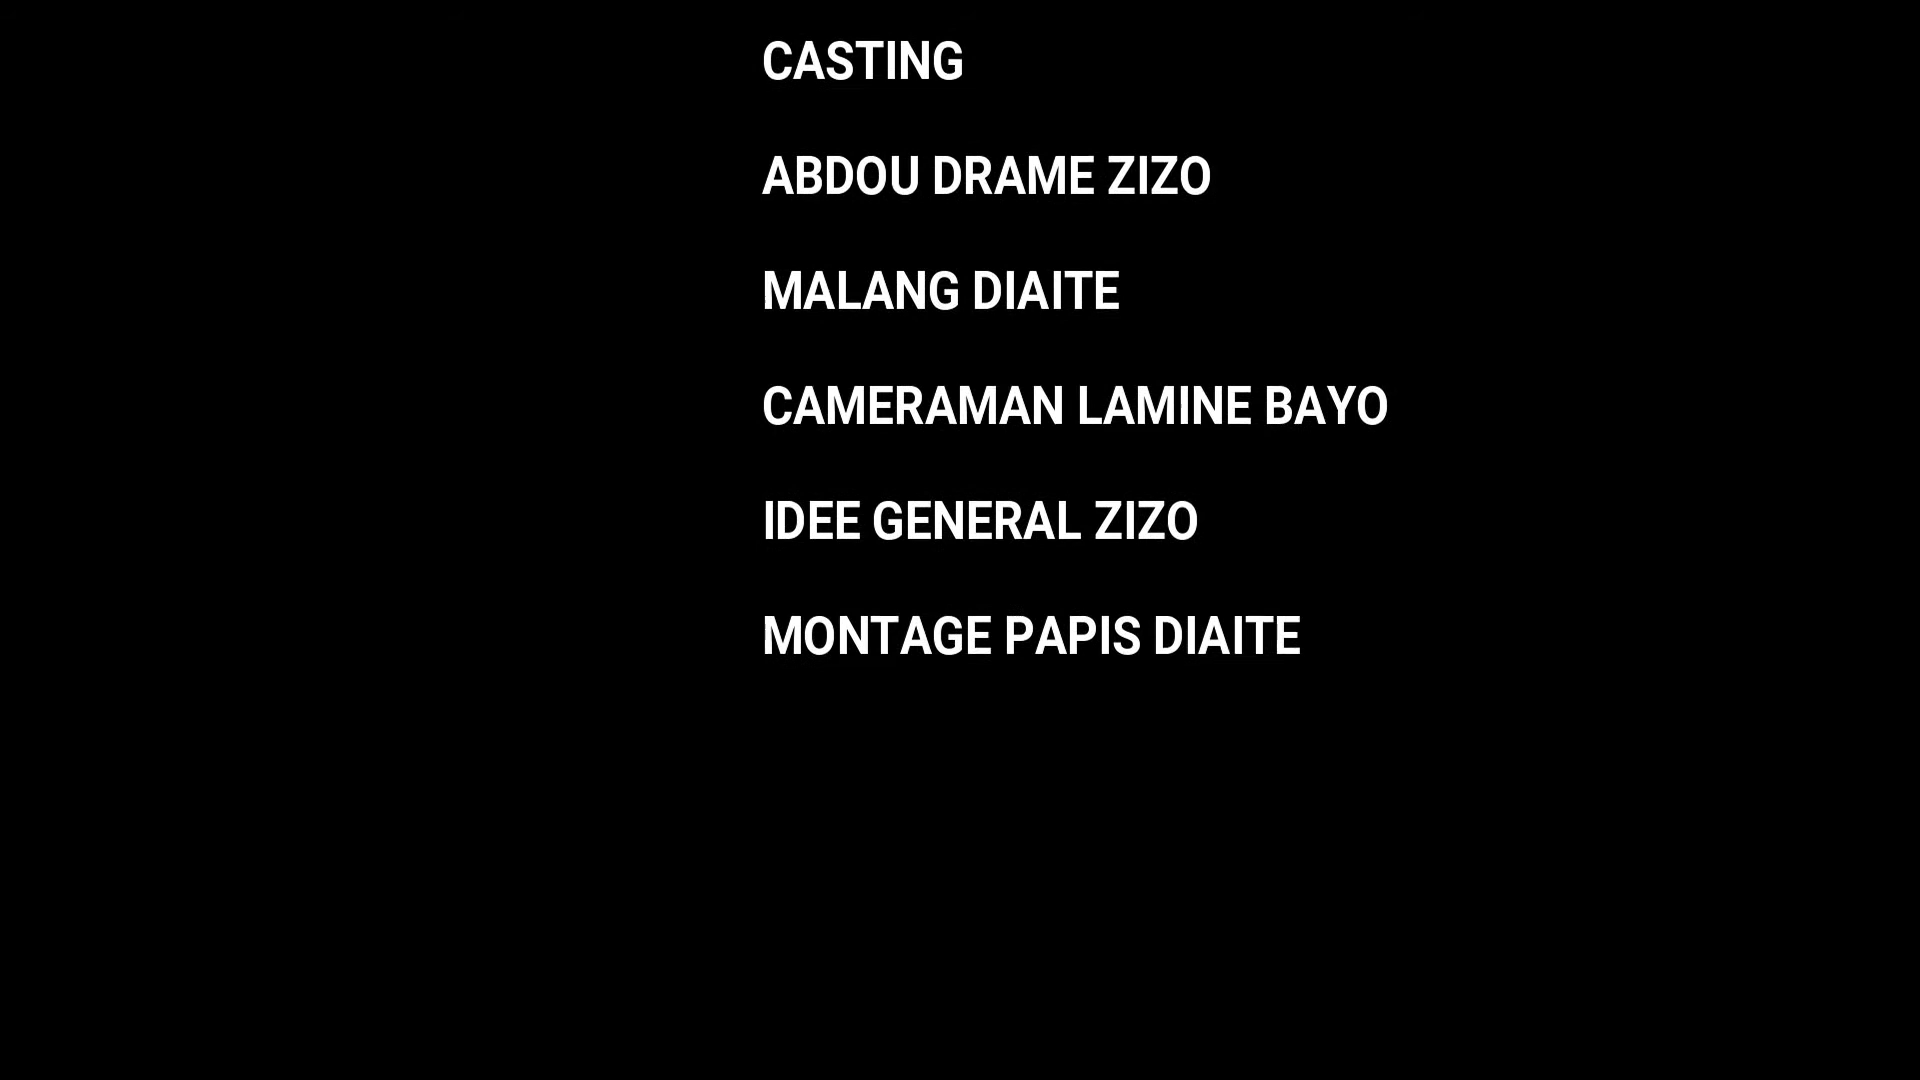 CASTING
ABDOU DRAME ZIZO
MALANG DIAITE
CAMERAMAN LAMINE BAYO
IDEE GENERAL ZIZO
MONTAGE PAPIS DIAITE